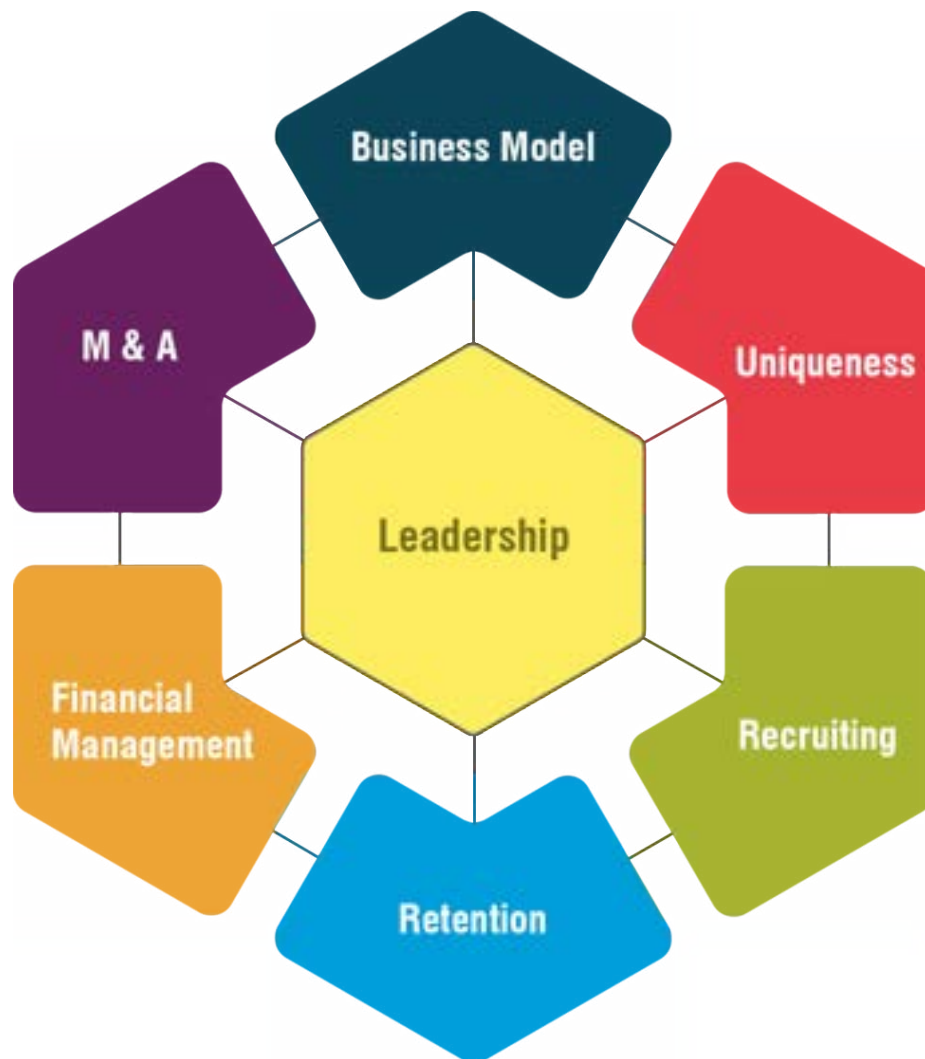 Business Model
M & A
Uniqueness
Leadership
Financial
Management
Recruiting
Retention